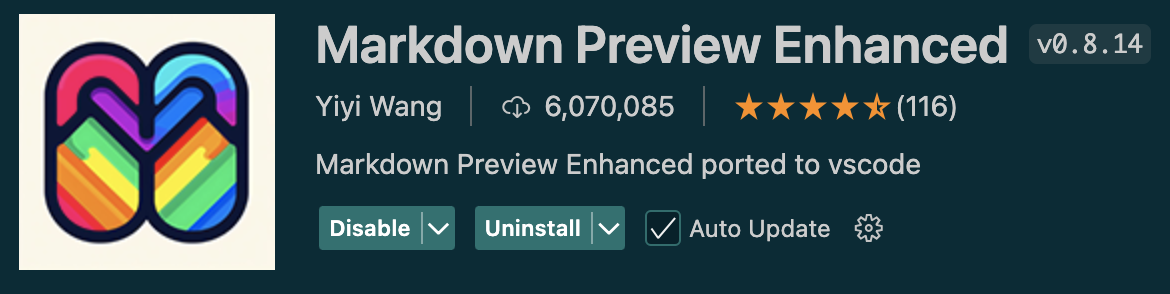 Markdown Preview Enhanced v0.8.14
Yiyi Wang 6,070,085 (116)
Markdown Preview Enhanced ported to vscode
Disable Uninstall Auto Update